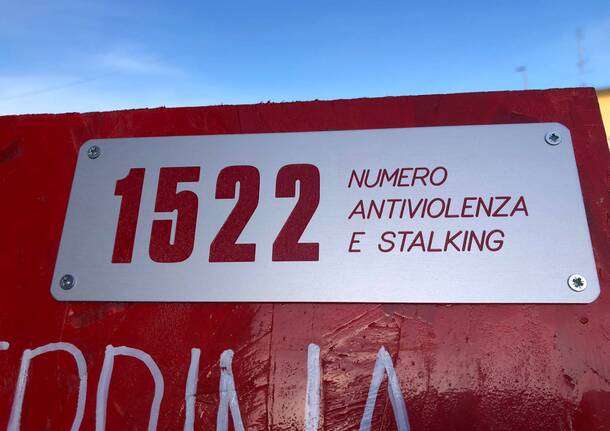 1522
NUMERO
ANTIVIOLENZA
E STALKING